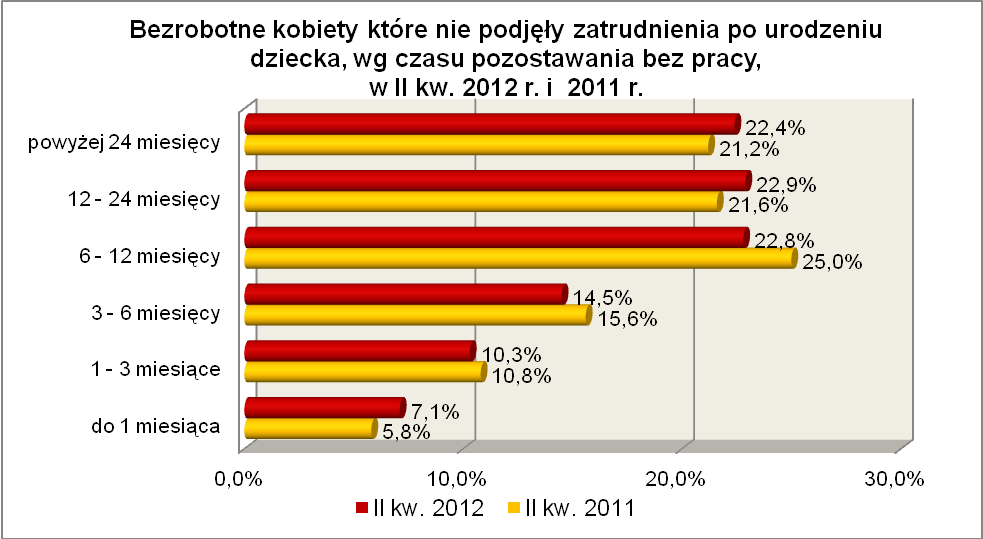 Bezrobotne kobiety które nie podjęły zatrudnienia po urodzeniu
dziecka, wg czasu pozostawania bez pracy,
w II kw. 2012 r. i  2011 r.
powyżej 24 miesięcy
22,4%
21,2%
12 - 24 miesięcy
22,9%
21,6%
6 - 12 miesięcy
22,8%
25,0%
3 - 6 miesięcy
14,5%
15,6%
1 - 3 miesiące
10,3%
10,8%
do 1 miesiąca
7,1%
5,8%
0,0% 10,0% 20,0% 30,0%
II kw. 2012 II kw. 2011